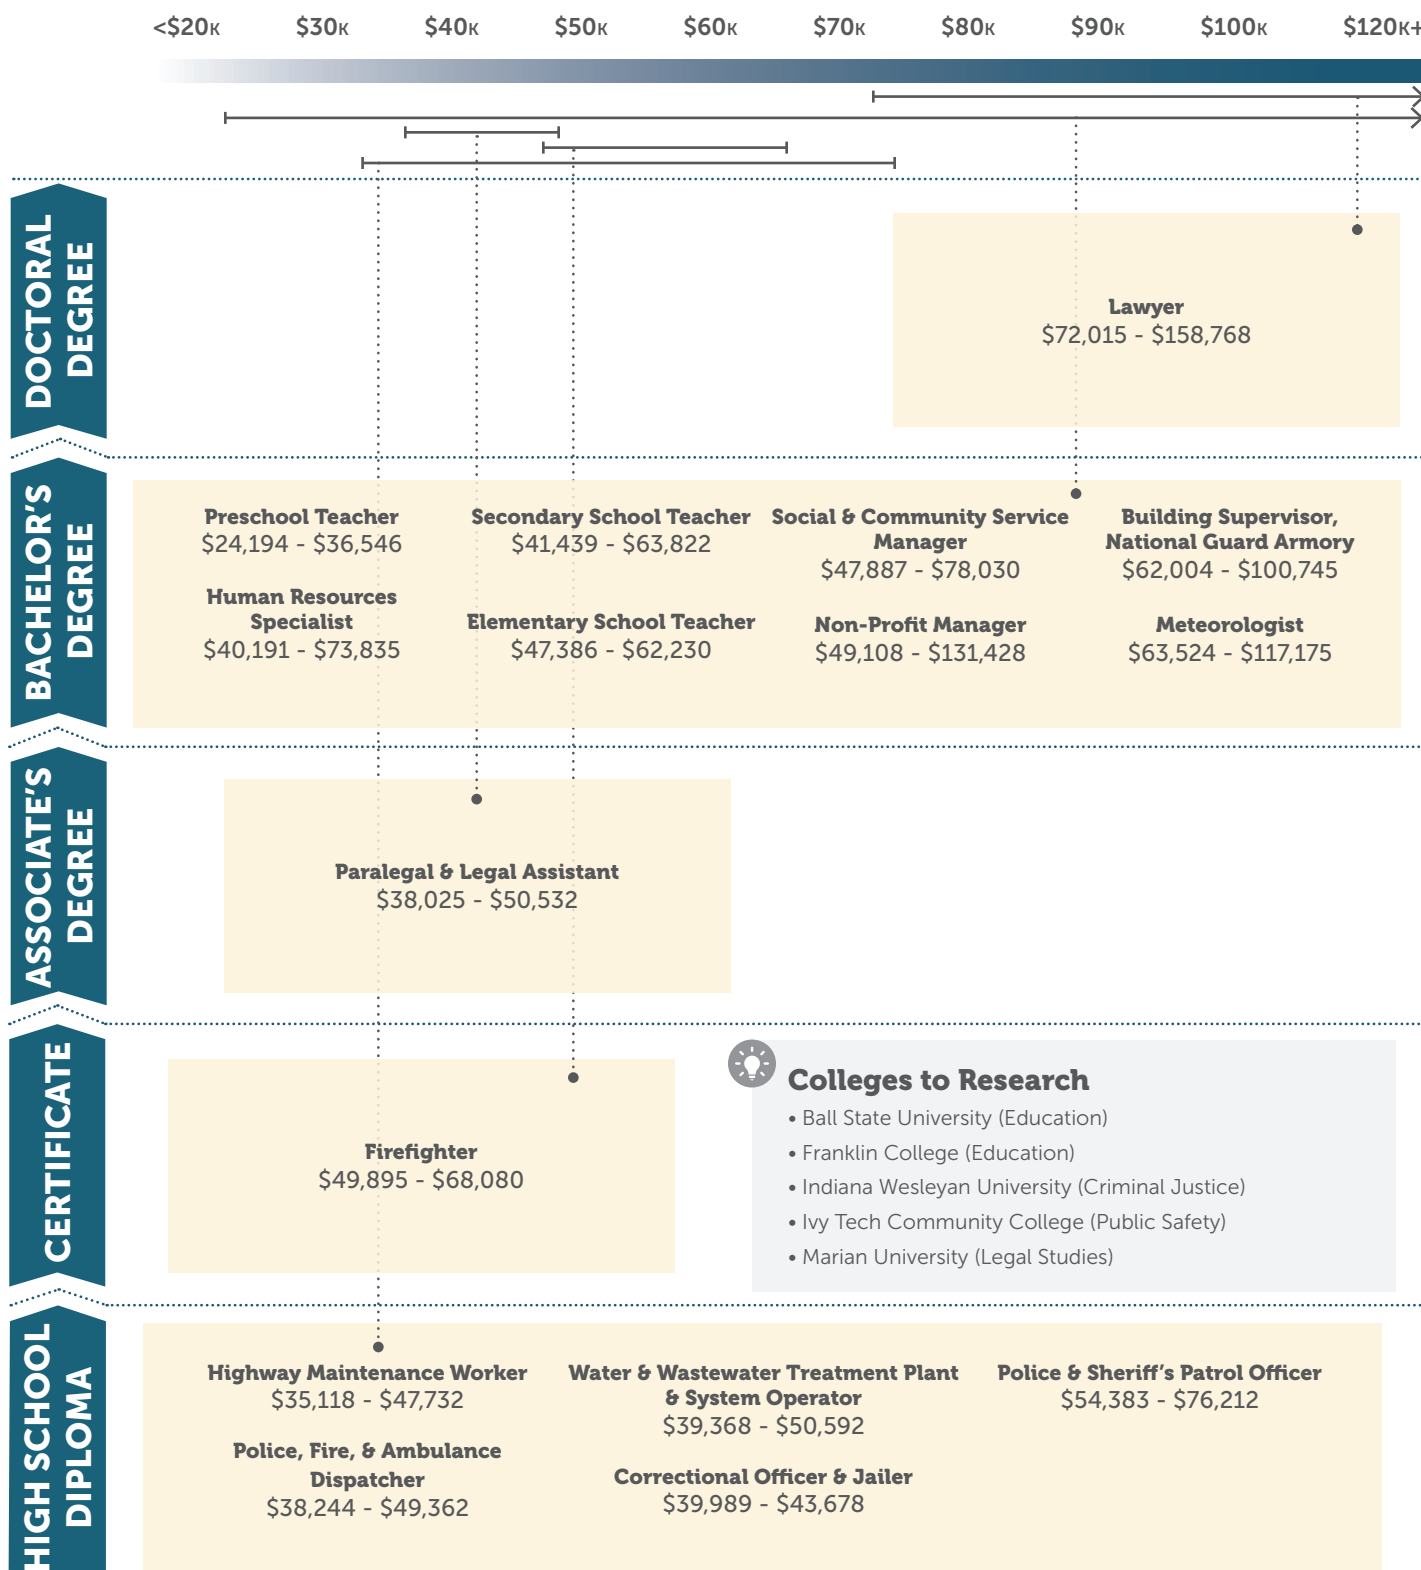 <$20K $30K $40K $50K $60K $70K $80K $90K $100K $120K+
DOCTORAL
DEGREE
Lawyer
$72,015 - $158,768
BACHELOR'S
DEGREE
Preschool Teacher
$24,194 - $36,546
Human Resources
Specialist
$40,191 - $73,835
Secondary School Teacher
$41,439 - $63,822
Elementary School Teacher
$47,386 - $62,230
Social & Community Service
Manager
$47,887 - $78,030
Non-Profit Manager
$49,108 - $131,428
Building Supervisor,
National Guard Armory
$62,004 - $100,745
Meteorologist
$63,524 - $117,175
ASSOCIATE'S
DEGREE
Paralegal & Legal Assistant
$38,025 - $50,532
CERTIFICATE
Firefighter
$49,895 - $68,080
Colleges to Research
• Ball State University (Education)
• Franklin College (Education)
• Indiana Wesleyan University (Criminal Justice)
• Ivy Tech Community College (Public Safety)
• Marian University (Legal Studies)
HIGH SCHOOL
DIPLOMA
Highway Maintenance Worker
$35,118 - $47,732
Police, Fire, & Ambulance
Dispatcher
$38,244 - $49,362
Water & Wastewater Treatment Plant
& System Operator
$39,368 - $50,592
Correctional Officer & Jailer
$39,989 - $43,678
Police & Sheriff's Patrol Officer
$54,383 - $76,212